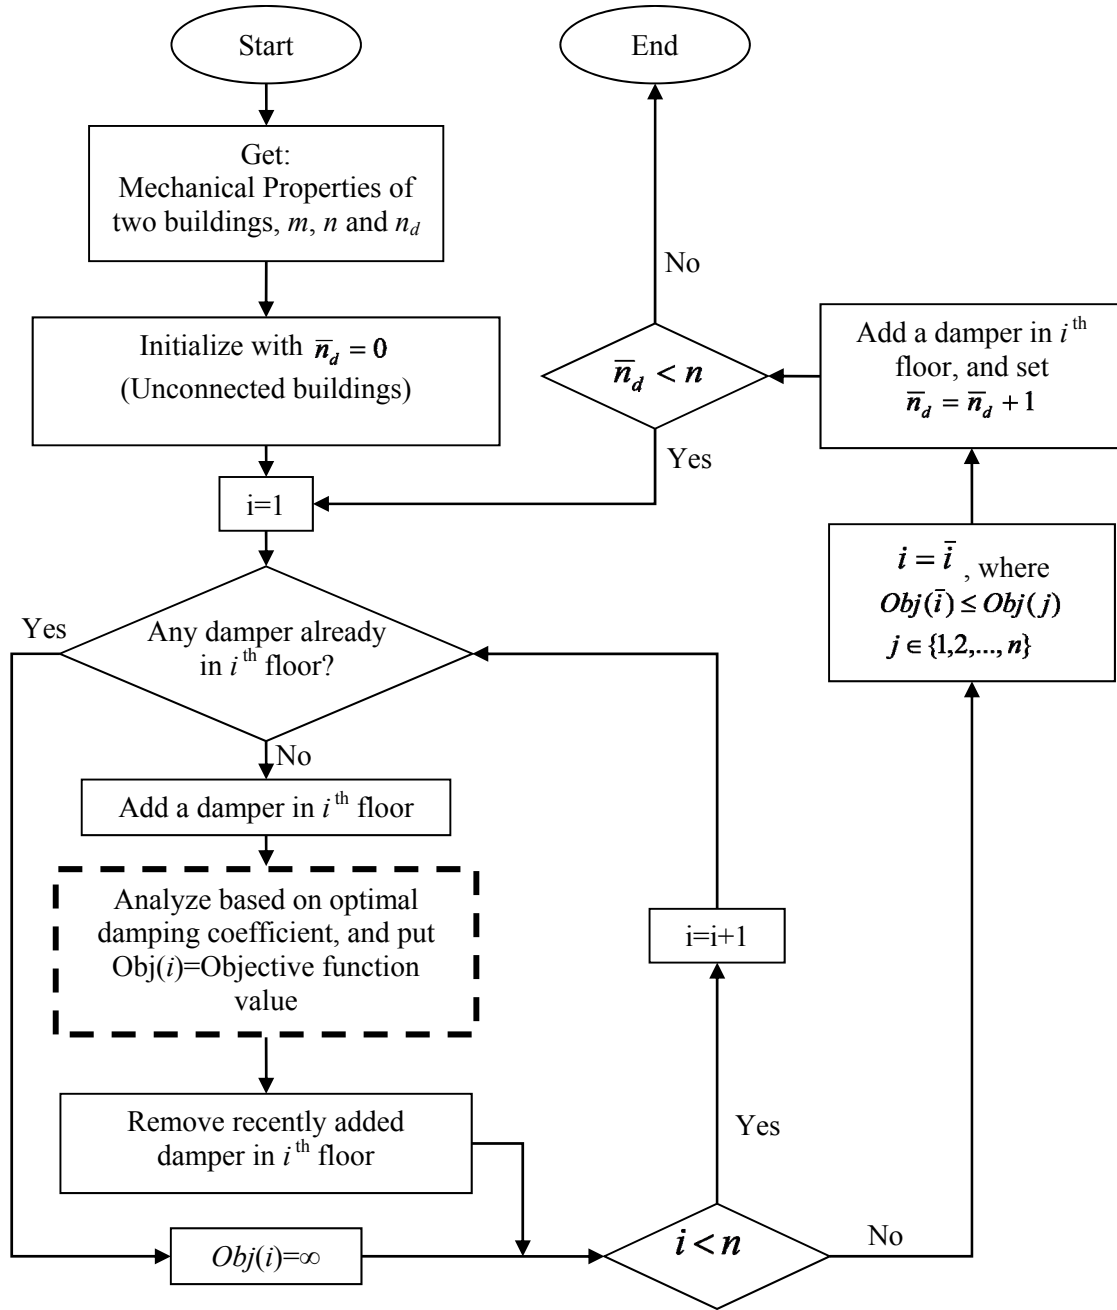 Start
End
Get:
Mechanical Properties of
two buildings, m, n and n_d
Initialize with n̅_d = 0
(Unconnected buildings)
i=1
No
n̅_d < n
Yes
Add a damper in i th
floor, and set
n̅_d = n̅_d + 1
i = i̅ , where
Obj(i̅) ≤ Obj(j)
j ∈ {1,2,..., n}
Yes
Any damper already
in i th floor?
No
Add a damper in i th floor
Analyze based on optimal
damping coefficient, and put
Obj(i)=Objective function
value
i=i+1
Remove recently added
damper in i th floor
Yes
Obj(i)=∞
i < n
No